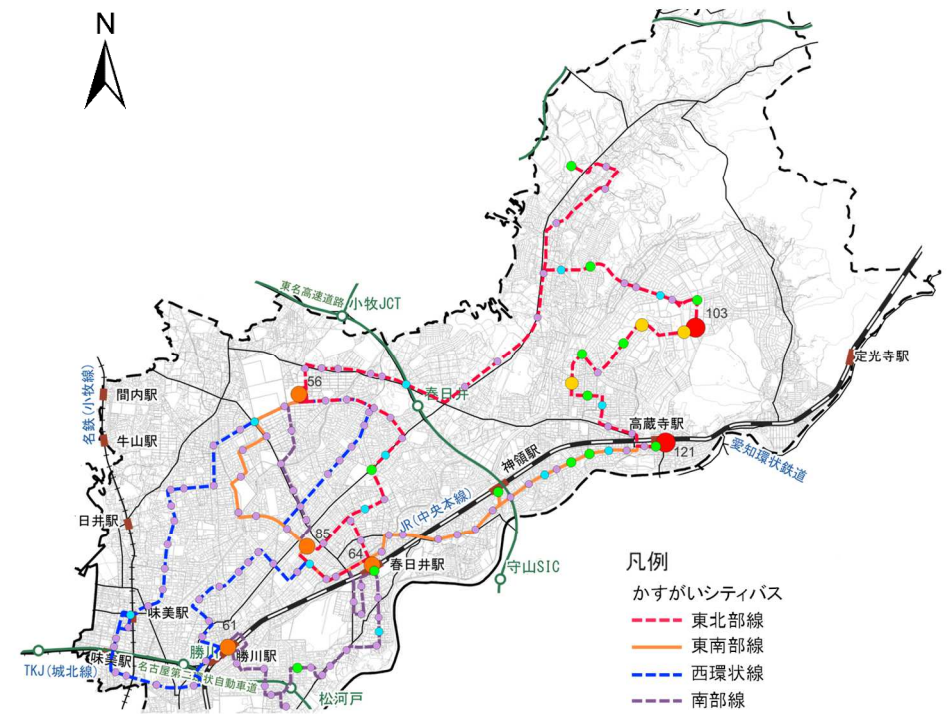 N
東名高速道路
小牧JCT
103
56
春日井
名鉄(小牧線)
間内駅
牛山駅
定光寺駅
高蔵寺駅
121
愛知環状鉄道
神領駅
JR(中央本線)
日井駅
85
64
春日井駅
守山SIC
味美駅
61
勝川
勝川駅
味美駅
TKJ(城北線)
名古屋第二環状自動車道
松河戸
凡例
かすがいシティバス
東北部線
東南部線
西環状線
南部線